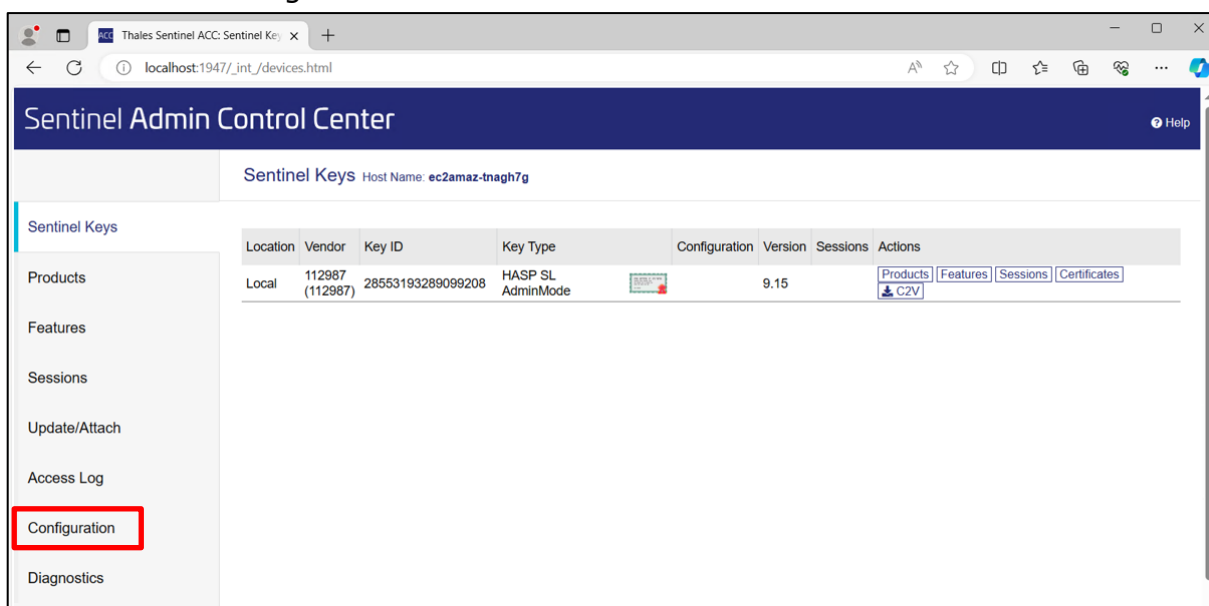 Thales Sentinel ACC: Sentinel Key
localhost:1947/_int_/devices.html
Sentinel Admin Control Center
Help
Sentinel Keys Host Name: ec2amaz-tnagh7g
Sentinel Keys
Products
Features
Sessions
Update/Attach
Access Log
Configuration
Diagnostics
Location Vendor Key ID Key Type Configuration Version Sessions Actions
Local 112987 (112987) 28553193289099208 HASP SL AdminMode 9.15 Products Features Sessions Certificates
C2V